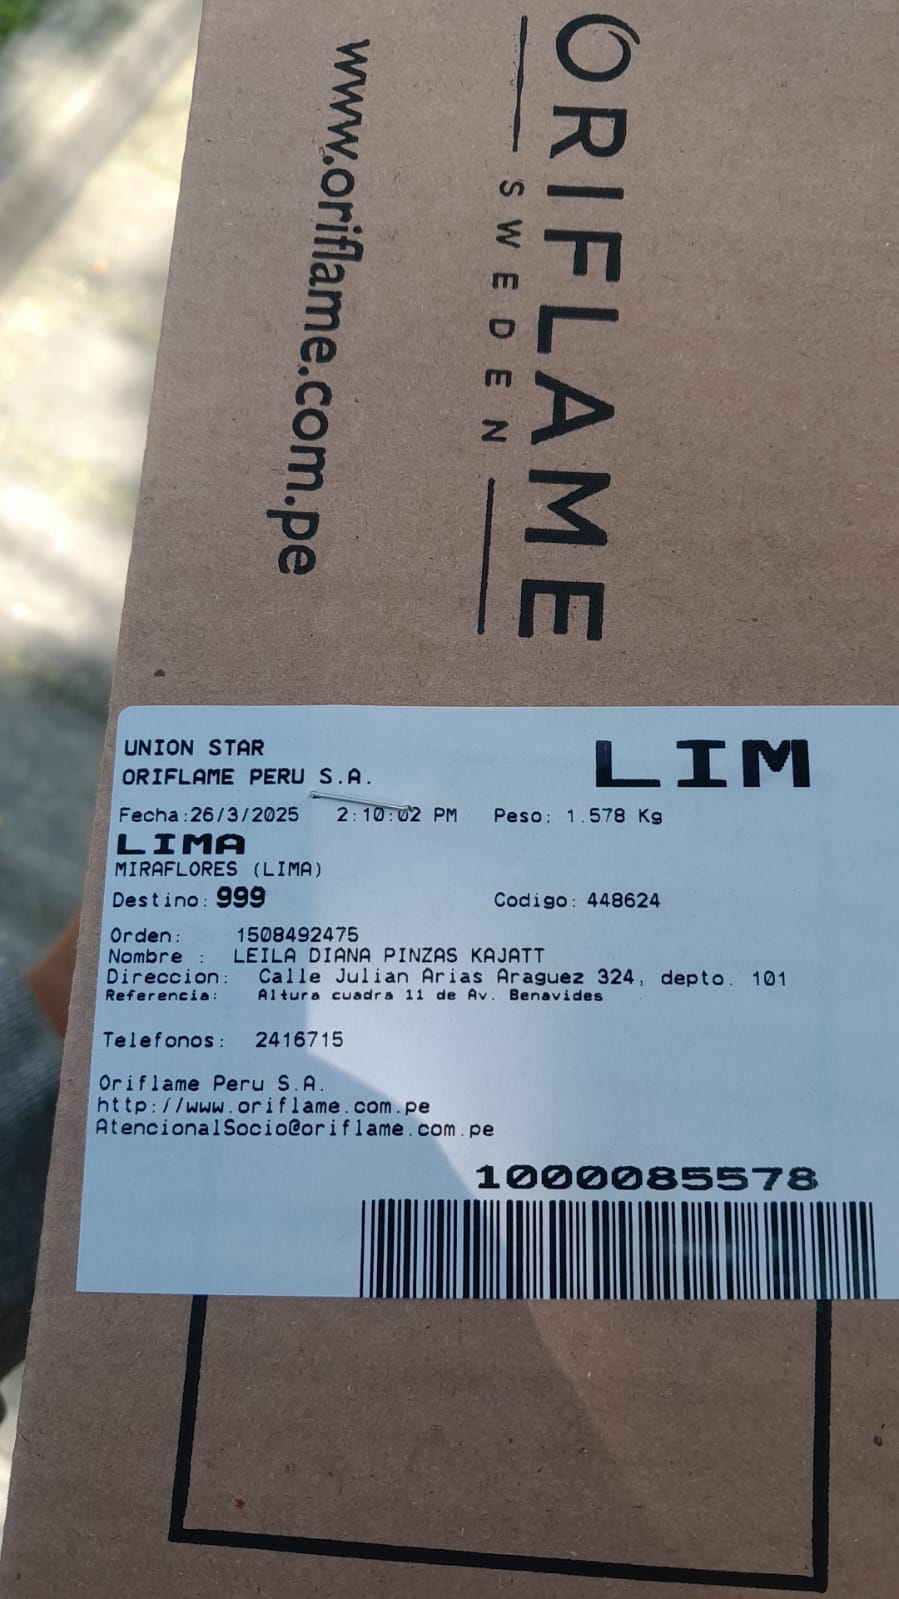 ORIFLAME
SWEDEN
www.oriflame.com.pe
UNION STAR
ORIFLAME PERU S.A.
LIM
Fecha:26/3/2025 2:10:02 PM Peso: 1.578 Kg
LIMA
MIRAFLORES (LIMA)
Destino: 999 Codigo: 448624
Orden: 1508492475
Nombre : LEILA DIANA PINZAS KAJATT
Direccion: Calle Julian Arias Araguez 324, depto. 101
Referencia: Altura cuadra 11 de Av. Benavides
Telefonos: 2416715
Oriflame Peru S.A.
http://www.oriflame.com.pe
AtencionalSocio@oriflame.com.pe
1000085578